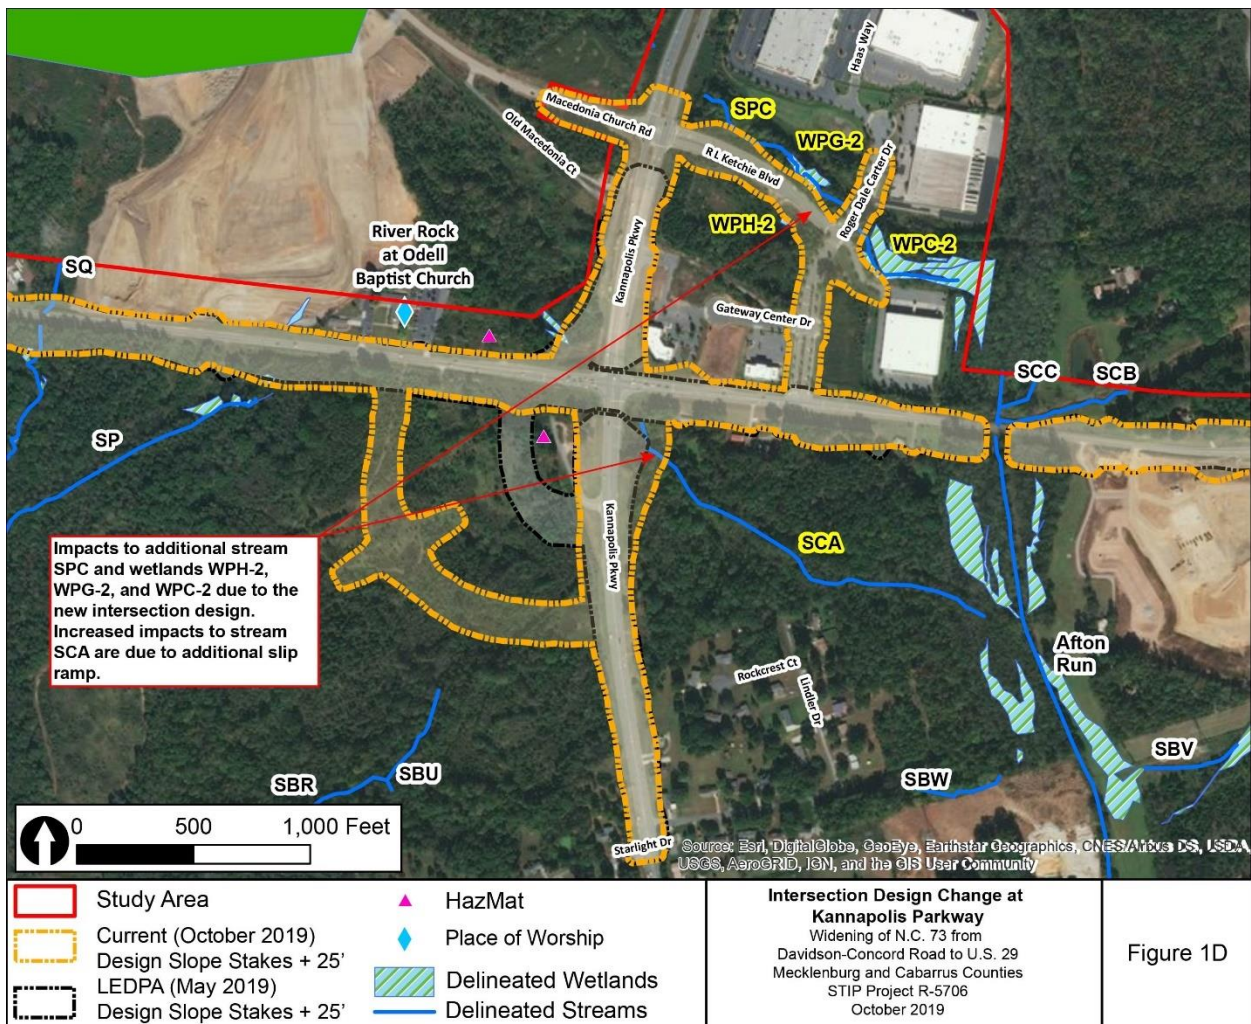 Haas Way
SPC
WPG-2
Macedonia Church Rd
Old Macedonia Ct
R L Ketchie Blvd
Roger Dale Carter Dr
WPH-2
WPC-2
River Rock
at Odell
Baptist Church
SQ
Kannapolis Pkwy
Gateway Center Dr
SCC
SCB
SP
Kannapolis Pkwy
SCA
Impacts to additional stream
SPC and wetlands WPH-2,
WPG-2, and WPC-2 due to the
new intersection design.
Increased impacts to stream
SCA are due to additional slip
ramp.
Rockcrest Ct
Lindler Dr
Afton
Run
SBR
SBU
SBW
SBV
0 500 1,000 Feet
Starlight Dr
Source: Esri, DigitalGlobe, GeoEye, Earthstar Geographics, CNES/Airbus DS, USDA,
USGS, AeroGRID, IGN, and the GIS User Community
Study Area
Current (October 2019)
Design Slope Stakes + 25'
LEDPA (May 2019)
Design Slope Stakes + 25'
HazMat
Place of Worship
Delineated Wetlands
Delineated Streams
Intersection Design Change at
Kannapolis Parkway
Widening of N.C. 73 from
Davidson-Concord Road to U.S. 29
Mecklenburg and Cabarrus Counties
STIP Project R-5706
October 2019
Figure 1D